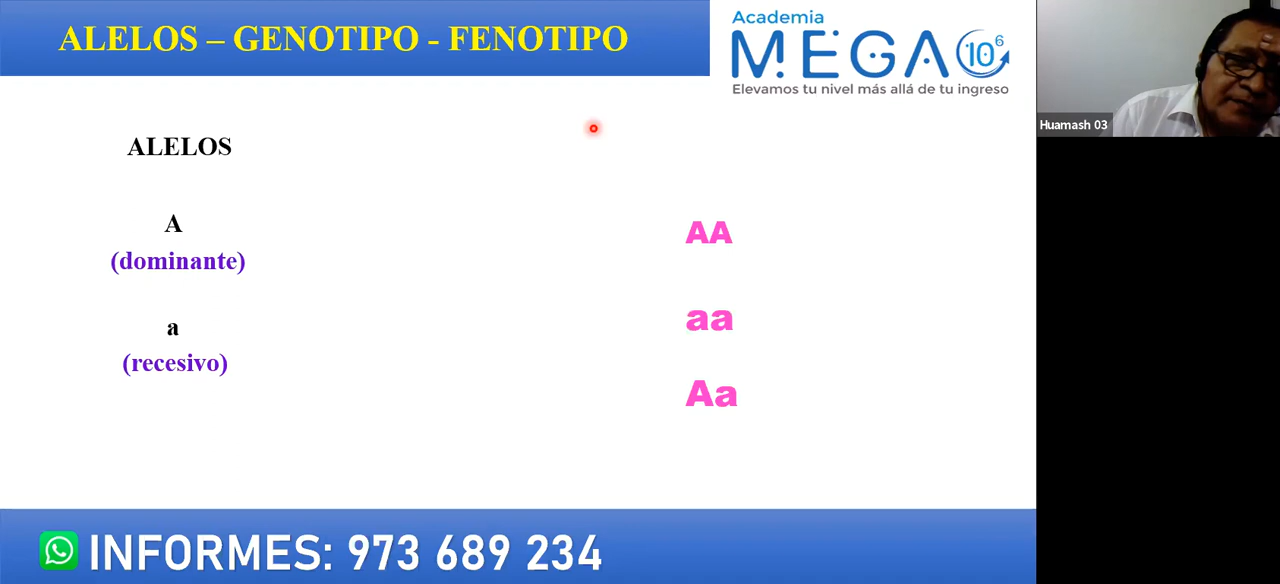 ALELOS – GENOTIPO - FENOTIPO
Academia
MEGA 10⁶
Elevamos tu nivel más allá de tu ingreso
Huamash 03
ALELOS
A
(dominante)
a
(recesivo)
AA
aa
Aa
INFORMES: 973 689 234